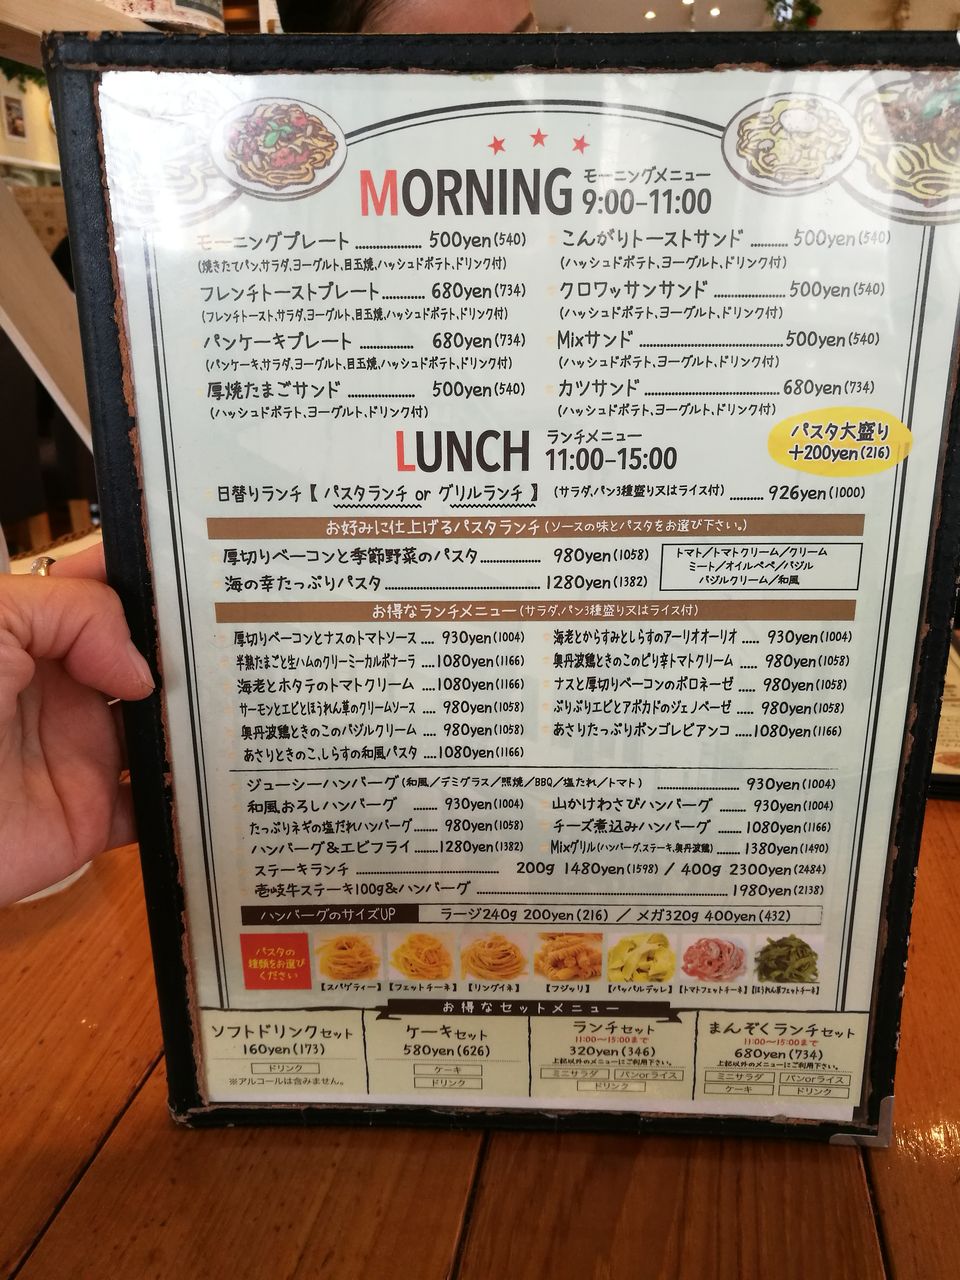 MORNING モーニングメニュー 9:00-11:00
モーニングプレート 500yen(540)
(焼きたてパン,サラダ,ヨーグルト,目玉焼,ハッシュドポテト,ドリンク付)
フレンチトーストプレート 680yen(734)
(フレンチトースト,サラダ,ヨーグルト,目玉焼,ハッシュドポテト,ドリンク付)
パンケーキプレート 680yen(734)
(パンケーキ,サラダ,ヨーグルト,目玉焼,ハッシュドポテト,ドリンク付)
厚焼たまごサンド 500yen(540)
(ハッシュドポテト,ヨーグルト,ドリンク付)
こんがりトーストサンド 500yen(540)
(ハッシュドポテト,ヨーグルト,ドリンク付)
クロワッサンサンド 500yen(540)
(ハッシュドポテト,ヨーグルト,ドリンク付)
Mixサンド 500yen(540)
(ハッシュドポテト,ヨーグルト,ドリンク付)
カツサンド 680yen(734)
(ハッシュドポテト,ヨーグルト,ドリンク付)
LUNCH ランチメニュー 11:00-15:00
パスタ大盛り
+200yen(216)
日替りランチ【パスタランチ or グリルランチ】 (サラダ,パン3種盛り又はライス付) 926yen(1000)
お好みに仕上げるパスタランチ(ソースの味とパスタをお選び下さい。)
厚切りベーコンと季節野菜のパスタ 980yen(1058)
海の幸たっぷりパスタ 1280yen(1382)
トマト/トマトクリーム/クリーム
ミート/オイルペペ/バジル
バジルクリーム/和風
お得なランチメニュー(サラダ,パン3種盛り又はライス付)
厚切りベーコンとナスのトマトソース 930yen(1004)
半熟たまごと生ハムのクリーミーカルボナーラ 1080yen(1166)
海老とホタテのトマトクリーム 1080yen(1166)
サーモンとエビとほうれん草のクリームソース 980yen(1058)
奥丹波鶏ときのこのバジルクリーム 980yen(1058)
あさりときのこ,しらすの和風パスタ 1080yen(1166)
海老とからすみとしらすのアーリオオーリオ 930yen(1004)
奥丹波鶏ときのこのピリ辛トマトクリーム 980yen(1058)
ナスと厚切りベーコンのボロネーゼ 980yen(1058)
ぷりぷりエビとアボカドのジェノベーゼ 980yen(1058)
あさりたっぷりボンゴレビアンコ 1080yen(1166)
ジューシーハンバーグ(和風/デミグラス/照焼/BBQ/塩だれ/トマト) 930yen(1004)
和風おろしハンバーグ 930yen(1004)
山かけわさびハンバーグ 930yen(1004)
たっぷりネギの塩だれハンバーグ 980yen(1058)
チーズ煮込みハンバーグ 1080yen(1166)
ハンバーグ&エビフライ 1280yen(1382)
Mixグリル(ハンバーグ,ステーキ,奥丹波鶏) 1380yen(1490)
ステーキランチ 200g 1480yen(1598) / 400g 2300yen(2484)
壱岐牛ステーキ100g&ハンバーグ 1980yen(2138)
ハンバーグのサイズUP ラージ240g 200yen(216) / メガ320g 400yen(432)
パスタの
種類をお選び
ください
【スパゲティー】 【フェットチーネ】 【リングイネ】 【フジッリ】 【パッパルデッレ】 【トマトフェットチーネ】 【ほうれん草フェットチーネ】
お得なセットメニュー
ソフトドリンクセット
160yen(173)
ドリンク
※アルコールは含みません。
ケーキセット
580yen(626)
ケーキ
ドリンク
ランチセット
11:00〜15:00まで
320yen(346)
上記以外のメニューにご利用下さい。
ミニサラダ パンorライス
ドリンク
まんぞくランチセット
11:00〜15:00まで
680yen(734)
上記以外のメニューにご利用下さい。
ミニサラダ パンorライス
ケーキ ドリンク